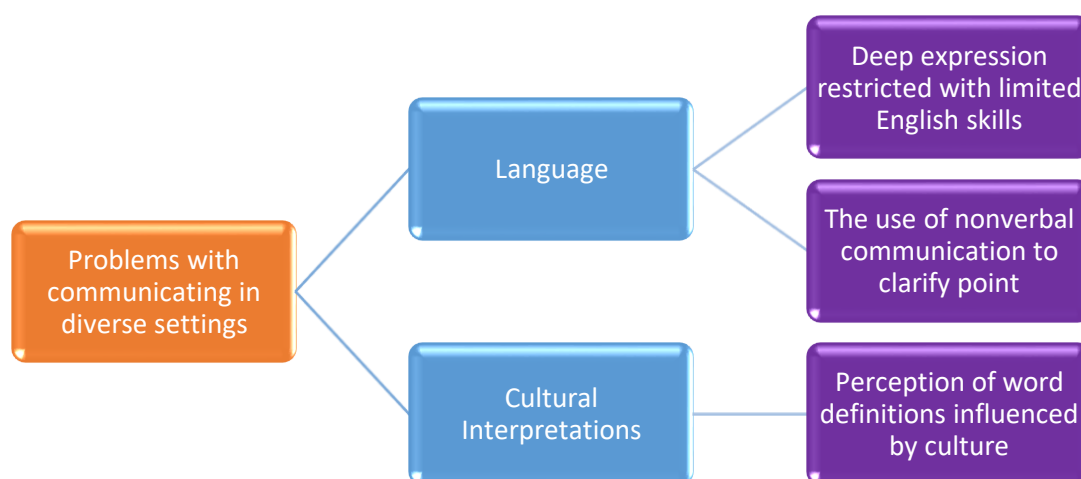 Problems with
communicating in
diverse settings
Language
Deep expression
restricted with limited
English skills
The use of nonverbal
communication to
clarify point
Cultural
Interpretations
Perception of word
definitions influenced
by culture